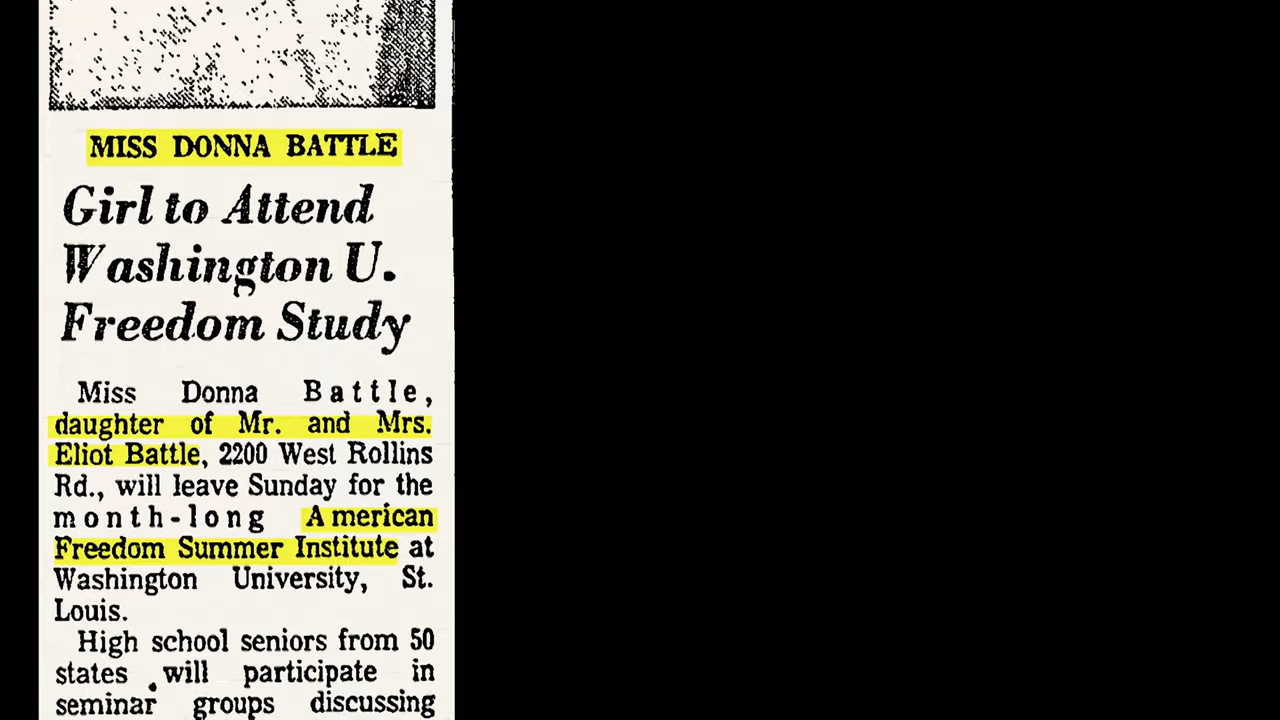 MISS DONNA BATTLE
Girl to Attend
Washington U.
Freedom Study
Miss Donna Battle,
daughter of Mr. and Mrs.
Eliot Battle, 2200 West Rollins
Rd., will leave Sunday for the
month-long American
Freedom Summer Institute at
Washington University, St.
Louis.
High school seniors from 50
states will participate in
seminar groups discussing